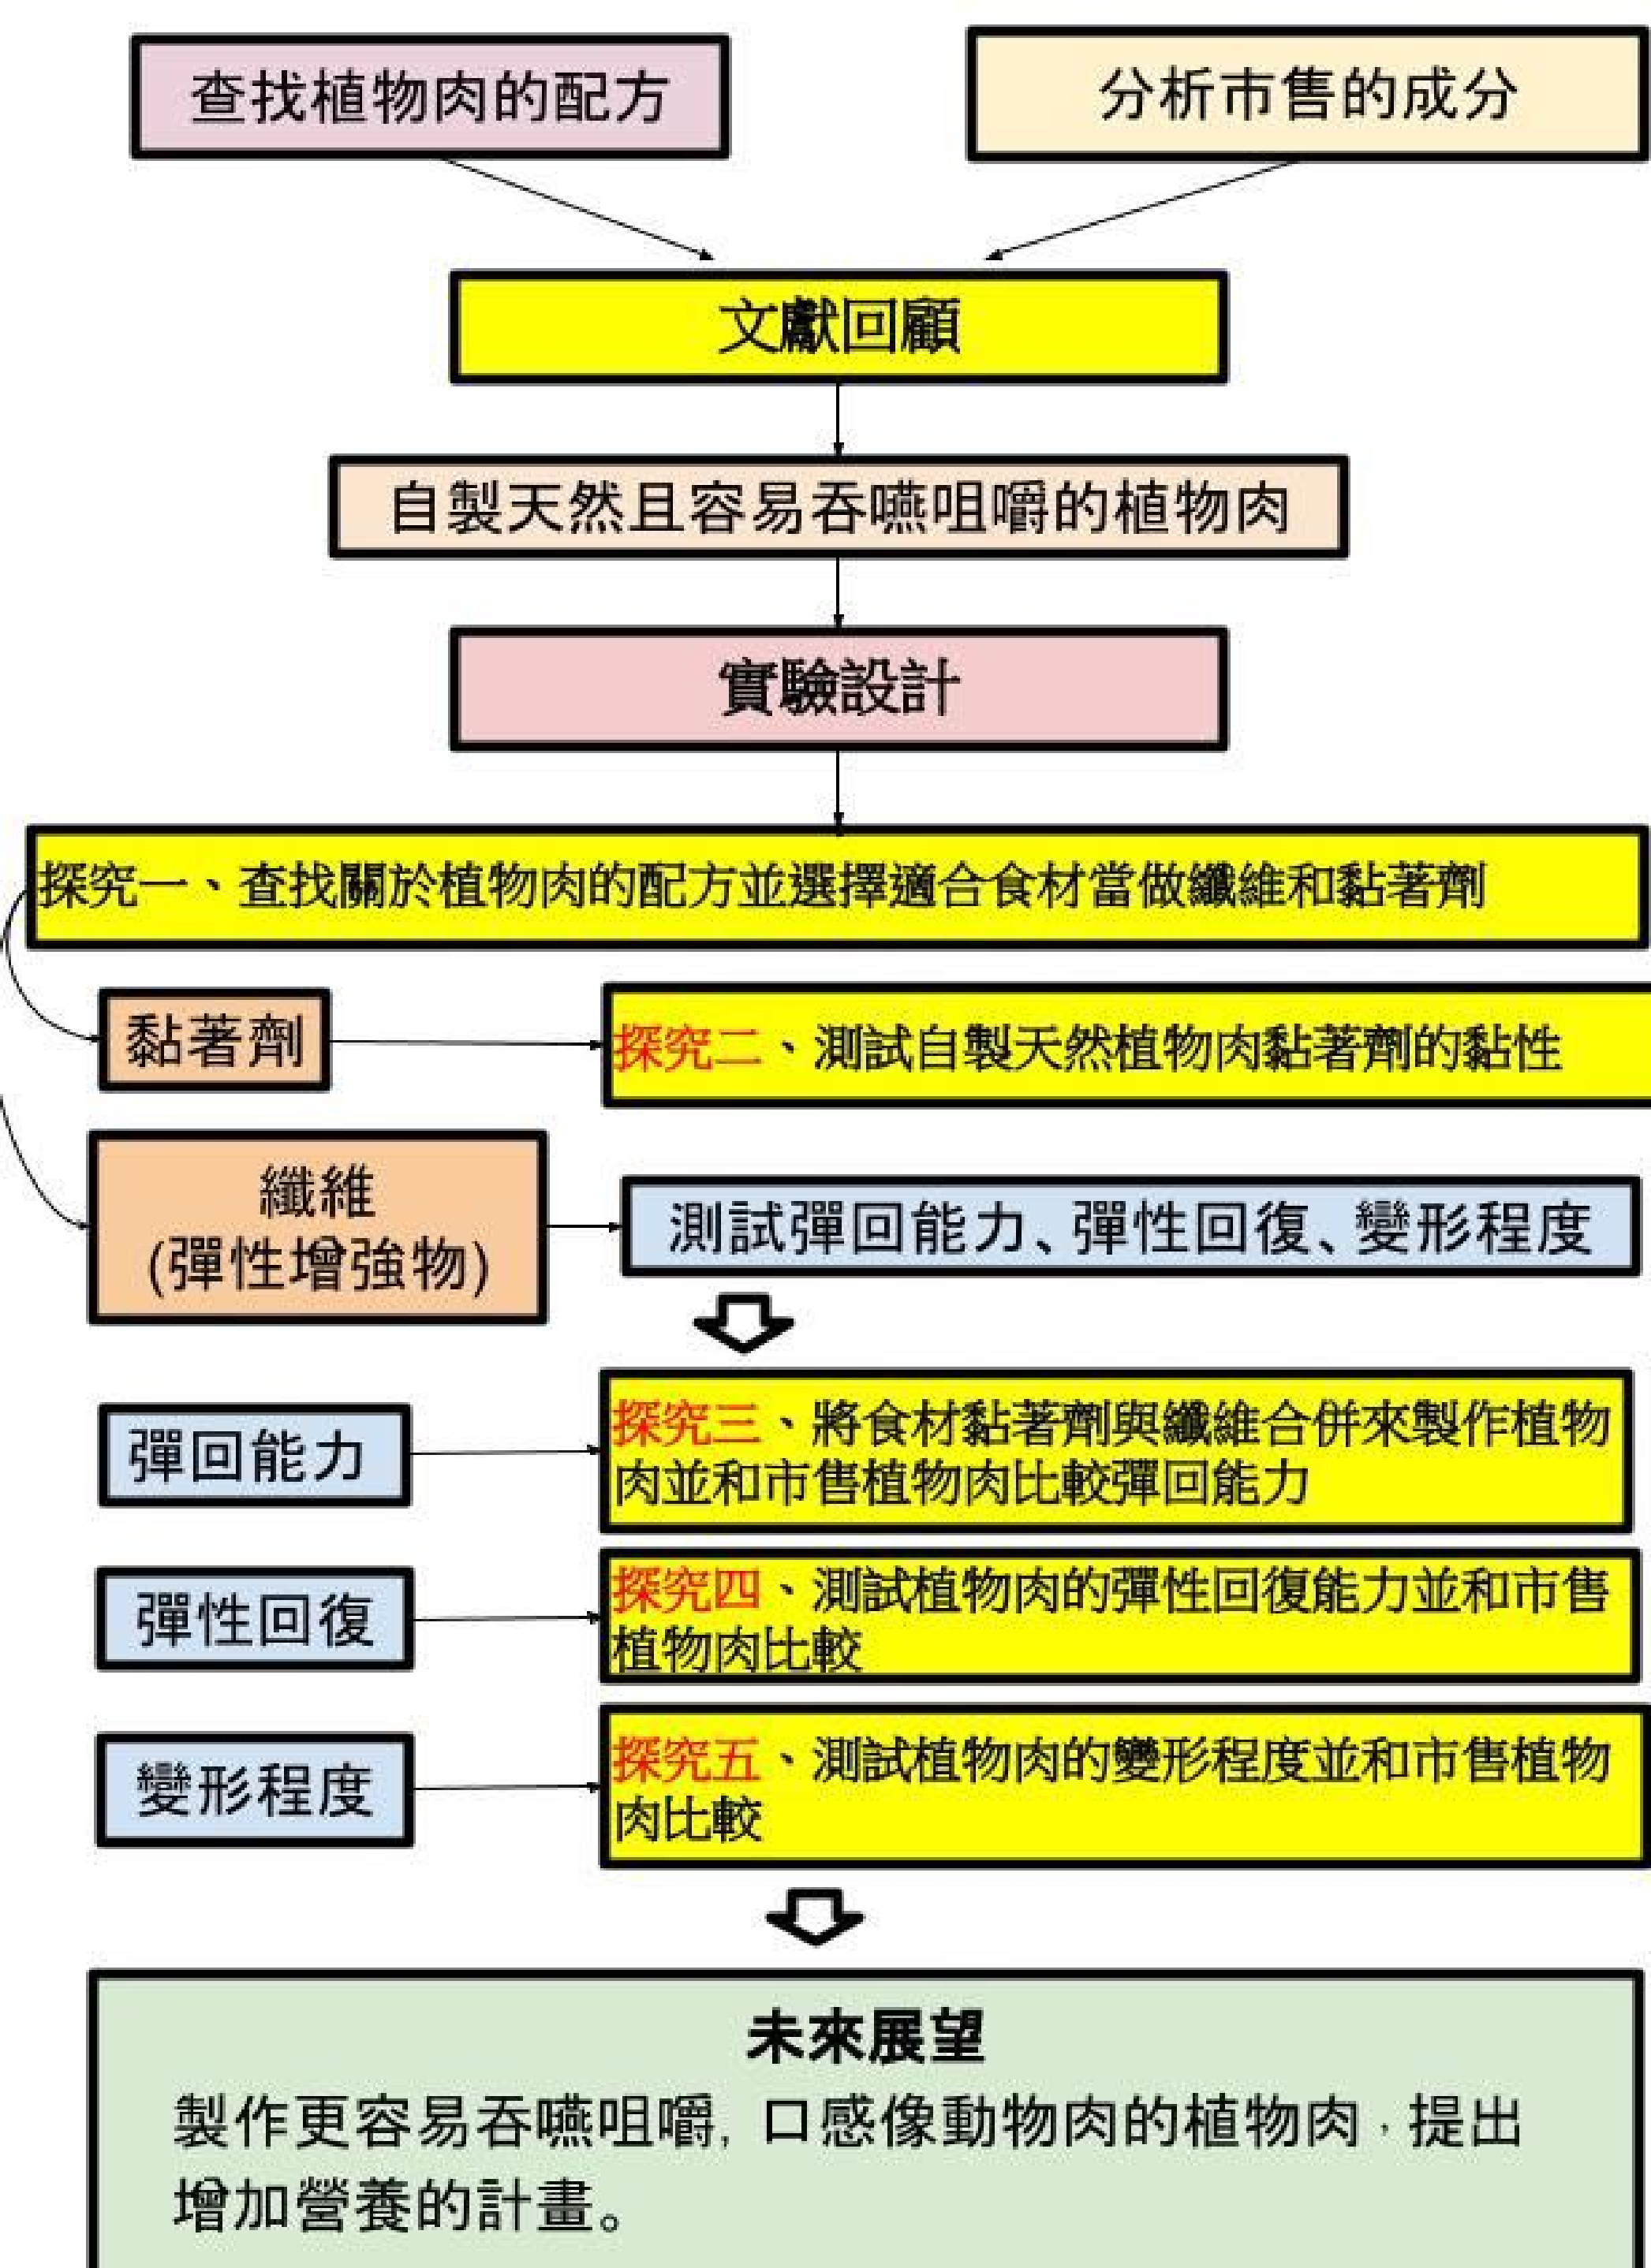 查找植物肉的配方
分析市售的成分
文獻回顧
自製天然且容易吞嚥咀嚼的植物肉
實驗設計
探究一、查找關於植物肉的配方並選擇適合食材當做纖維和黏著劑
黏著劑
探究二、測試自製天然植物肉黏著劑的黏性
纖維
(彈性增強物)
測試彈回能力、彈性回復、變形程度
彈回能力
探究三、將食材黏著劑與纖維合併來製作植物
肉並和市售植物肉比較彈回能力
彈性回復
探究四、測試植物肉的彈性回復能力並和市售
植物肉比較
變形程度
探究五、測試植物肉的變形程度並和市售植物
肉比較
未來展望
製作更容易吞嚥咀嚼, 口感像動物肉的植物肉，提出
增加營養的計畫。